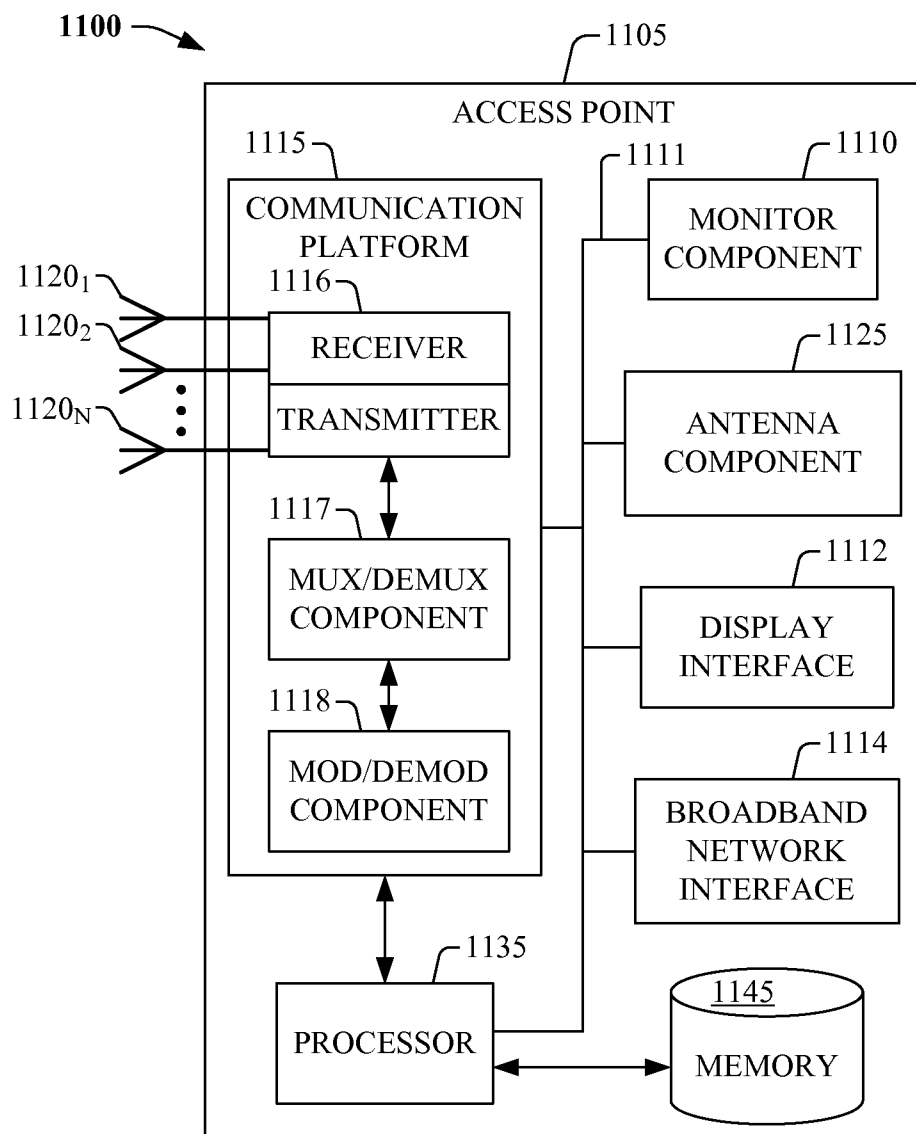 1100
1105
ACCESS POINT
1115
1111
1110
COMMUNICATION
PLATFORM
MONITOR
COMPONENT
1120₁
1116
1120₂
RECEIVER
1125
1120N
TRANSMITTER
ANTENNA
COMPONENT
1117
MUX/DEMUX
COMPONENT
1112
DISPLAY
INTERFACE
1118
MOD/DEMOD
COMPONENT
1114
BROADBAND
NETWORK
INTERFACE
1135
PROCESSOR
1145
MEMORY